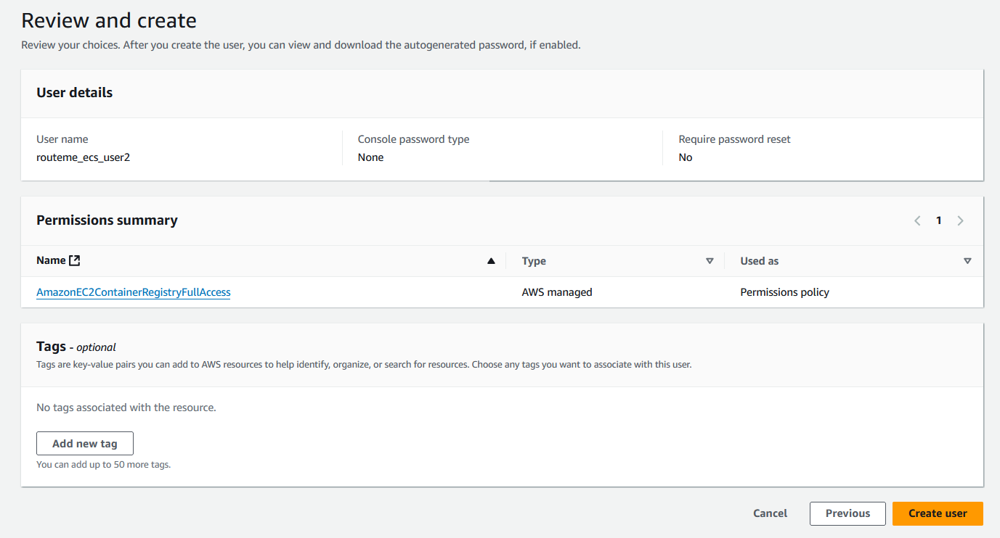 Review and create
Review your choices. After you create the user, you can view and download the autogenerated password, if enabled.
User details
User name
routeme_ecs_user2
Console password type
None
Require password reset
No
Permissions summary
1
Name
Type
Used as
AmazonEC2ContainerRegistryFullAccess
AWS managed
Permissions policy
Tags - optional
Tags are key-value pairs you can add to AWS resources to help identify, organize, or search for resources. Choose any tags you want to associate with this user.
No tags associated with the resource.
Add new tag
You can add up to 50 more tags.
Cancel
Previous
Create user